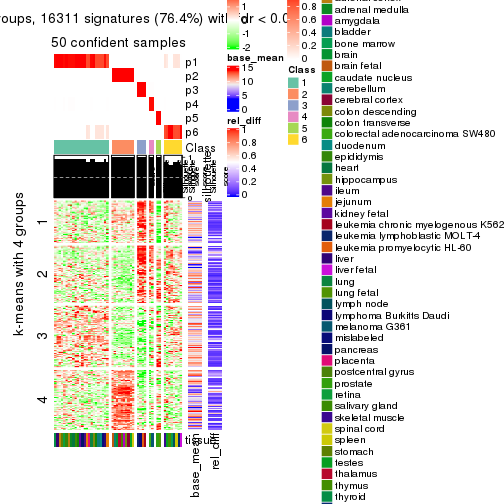 oups, 16311 signatures (76.4%) with fdr < 0.0
50 confident samples
p1
p2
p3
p4
p5
p6
Class
silhouette
k-means with 4 groups
1
2
3
4
tissue
base_mean
rel_diff
1
0
-1
-2
base_mean
15
10
5
0
rel_diff
1
0.8
0.6
0.4
0.2
0
0.8
0.6
0.4
0.2
0
Class
1
2
3
4
5
6
adrenal medulla
amygdala
bladder
bone marrow
brain
brain fetal
caudate nucleus
cerebellum
cerebral cortex
colon descending
colon transverse
colorectal adenocarcinoma SW480
duodenum
epididymis
heart
hippocampus
ileum
jejunum
kidney fetal
leukemia chronic myelogenous K562
leukemia lymphoblastic MOLT-4
leukemia promyelocytic HL-60
liver
liver fetal
lung
lung fetal
lymph node
lymphoma Burkitts Daudi
melanoma G361
mislabeled
pancreas
placenta
postcentral gyrus
prostate
retina
salivary gland
skeletal muscle
spinal cord
spleen
stomach
testes
thalamus
thymus
thyroid